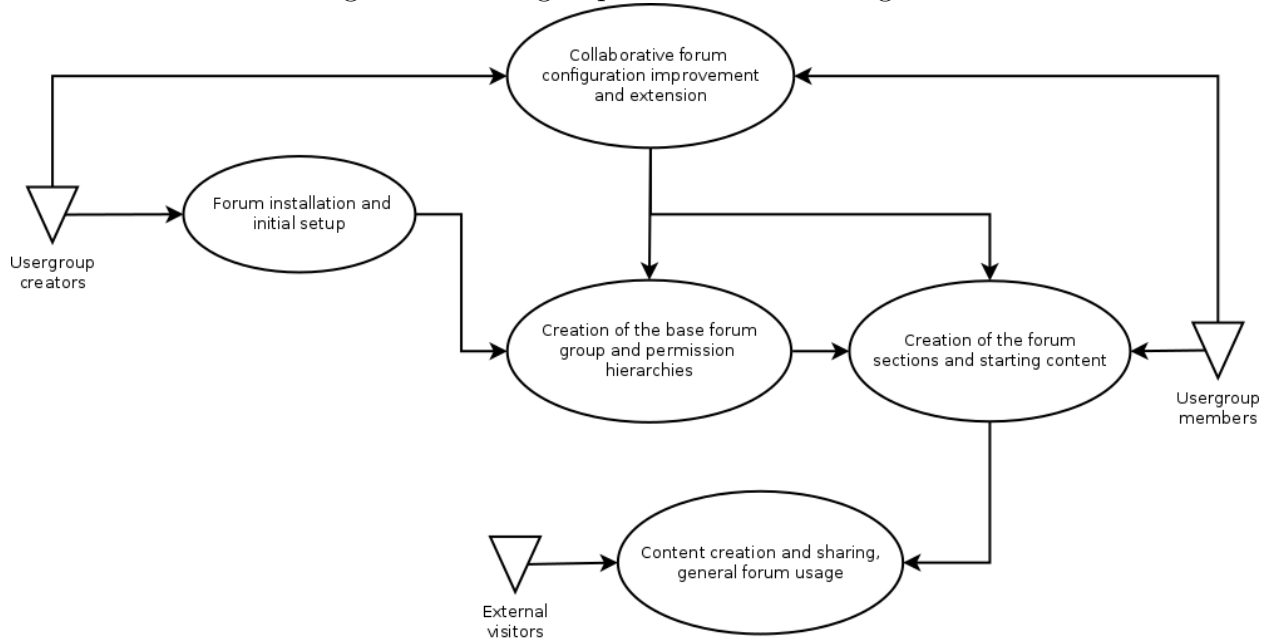 Collaborative forum
configuration improvement
and extension
Forum installation and
initial setup
Usergroup
creators
Creation of the base forum
group and permission
hierarchies
Creation of the forum
sections and starting content
Usergroup
members
Content creation and sharing,
general forum usage
External
visitors